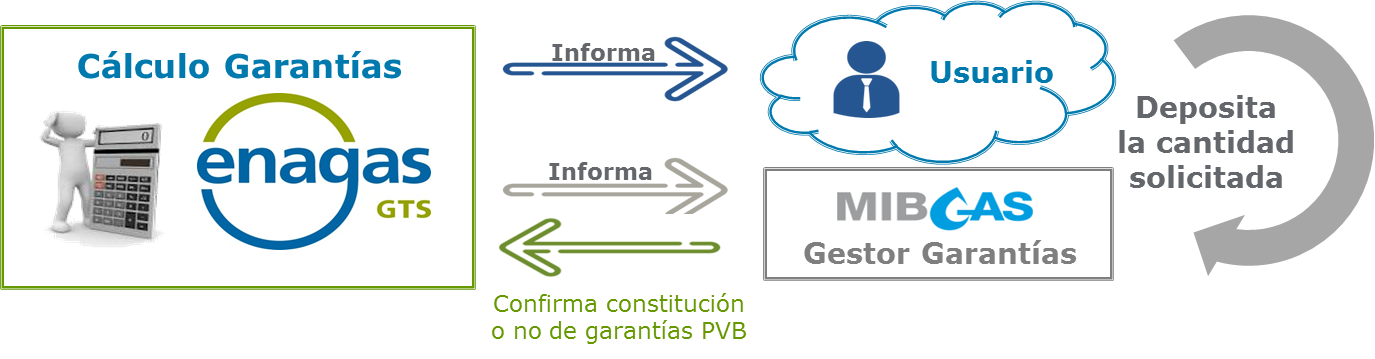 Cálculo Garantías
0
enagas
GTS
Informa
Informa
Confirma constitución
o no de garantías PVB
Usuario
MIBGAS
Gestor Garantías
Deposita
la cantidad
solicitada